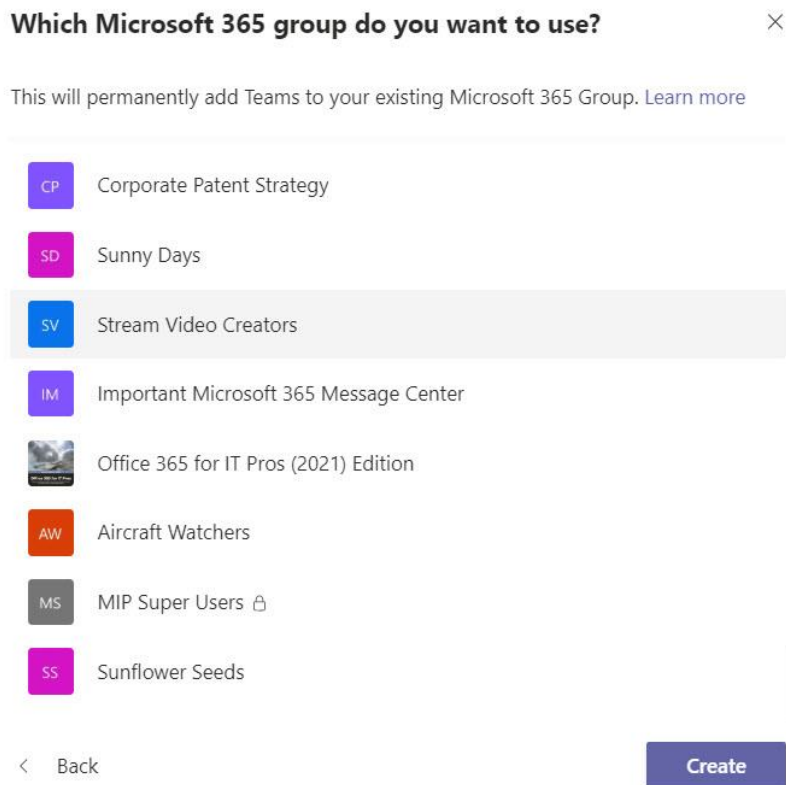 Which Microsoft 365 group do you want to use?
This will permanently add Teams to your existing Microsoft 365 Group. Learn more
CP Corporate Patent Strategy
SD Sunny Days
SV Stream Video Creators
IM Important Microsoft 365 Message Center
Office 365 for IT Pros (2021) Edition
AW Aircraft Watchers
MS MIP Super Users
SS Sunflower Seeds
< Back
Create